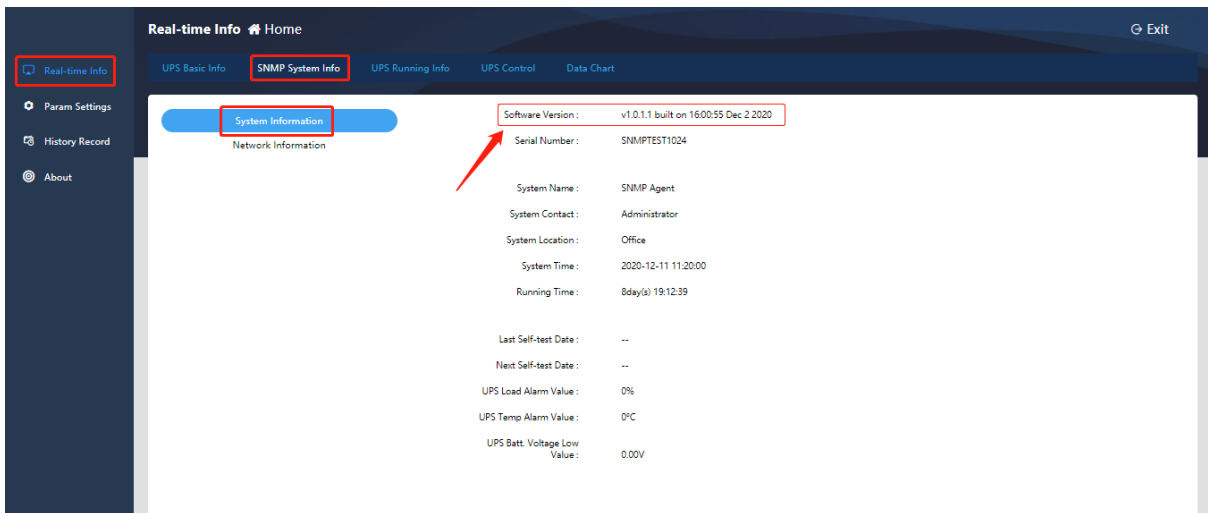 Real-time Info Home
Exit
Real-time Info
Param Settings
History Record
About
UPS Basic Info
SNMP System Info
UPS Running Info
UPS Control
Data Chart
System Information
Network Information
Software Version : v1.0.1.1 built on 16:00:55 Dec 2 2020
Serial Number : SNMPTEST1024
System Name : SNMP Agent
System Contact : Administrator
System Location : Office
System Time : 2020-12-11 11:20:00
Running Time : 8day(s) 19:12:39
Last Self-test Date : --
Next Self-test Date : --
UPS Load Alarm Value : 0%
UPS Temp Alarm Value : 0°C
UPS Batt. Voltage Low
Value : 0.00V